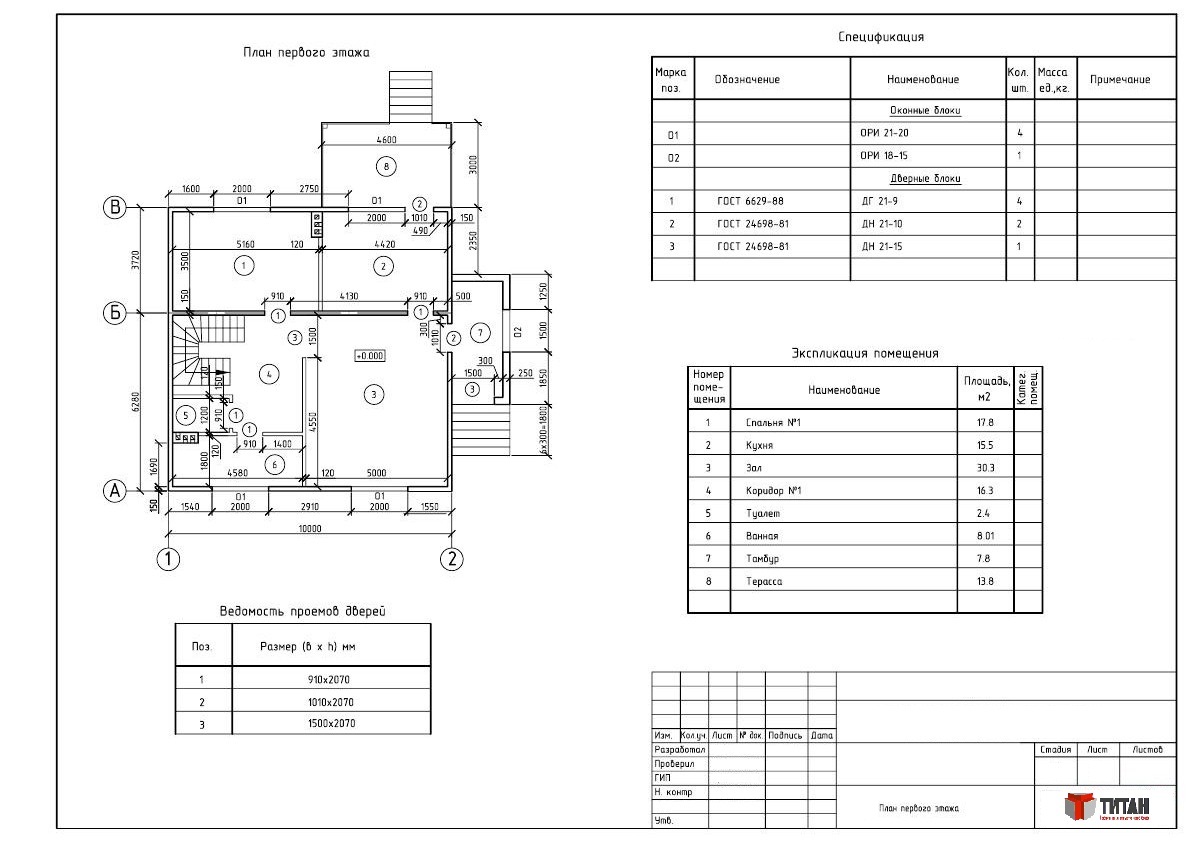 План первого этажа
4600
8
3000
1600 2000 2750
О1 О1 2
В
2000 1010 150
490
2350
5160 120 4420
3720
3500
1 2
150
910 4130 910 500
1250
Б
1 1
300
1010
2
7
О2
1500
3
1500
+0.000
120
150
4
300
1500 250
1850
3
3
6280
5
1200
910
1
1
4550
6х300=1800
910 1400
120
1800
6
1690
4580 120 5000
А
150
О1 О1
1540 2000 2910 2000 1550
10000
1 2
Ведомость проемов дверей
Поз. Размер (в х h) мм
1 910х2070
2 1010х2070
3 1500х2070
Спецификация
Марка поз. Обозначение Наименование Кол. шт. Масса ед.,кг. Примечание
Оконные блоки
О1 ОРИ 21-20 4
О2 ОРИ 18-15 1
Дверные блоки
1 ГОСТ 6629-88 ДГ 21-9 4
2 ГОСТ 24698-81 ДН 21-10 2
3 ГОСТ 24698-81 ДН 21-15 1
Экспликация помещения
Номер поме-щения Наименование Площадь, м2 Катег. помещ.
1 Спальня №1 17.8
2 Кухня 15.5
3 Зал 30.3
4 Коридор №1 16.3
5 Туалет 2.4
6 Ванная 8.01
7 Тамбур 7.8
8 Терасса 13.8
Изм. Кол.уч. Лист № док. Подпись Дата
Разработал Стадия Лист Листов
Проверил
ГИП
Н. контр
План первого этажа
Утв.
ТИТАН